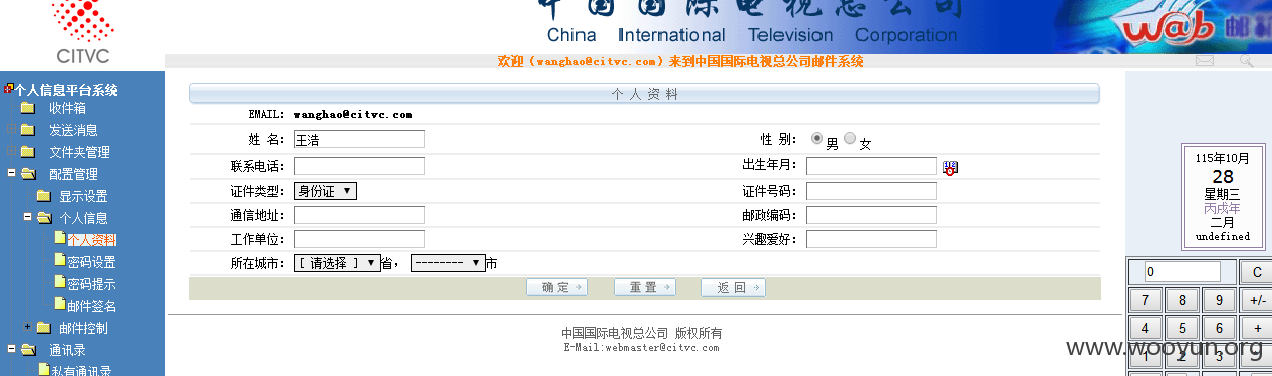 中国国际电视总公司
China International Television Corporation
CITVC
Wab 邮箱
欢迎（wanghao@citvc.com）来到中国国际电视总公司邮件系统
个人信息平台系统
收件箱
发送消息
文件夹管理
配置管理
显示设置
个人信息
个人资料
密码设置
密码提示
邮件签名
邮件控制
通讯录
私有通讯录
个 人 资 料
EMAIL: wanghao@citvc.com
姓 名: 王浩 性 别: 男 女
联系电话: 出生年月:
证件类型: 身份证 证件号码:
通信地址: 邮政编码:
工作单位: 兴趣爱好:
所在城市: [ 请选择 ] 省, -------- 市
确 定 重 置 返 回
中国国际电视总公司 版权所有
E-Mail:webmaster@citvc.com
115年10月
28
星期三
丙戌年
二月
undefined
0 C
7 8 9 +/-
4 5 6 +
1 2 3 -
www.wooyun.org